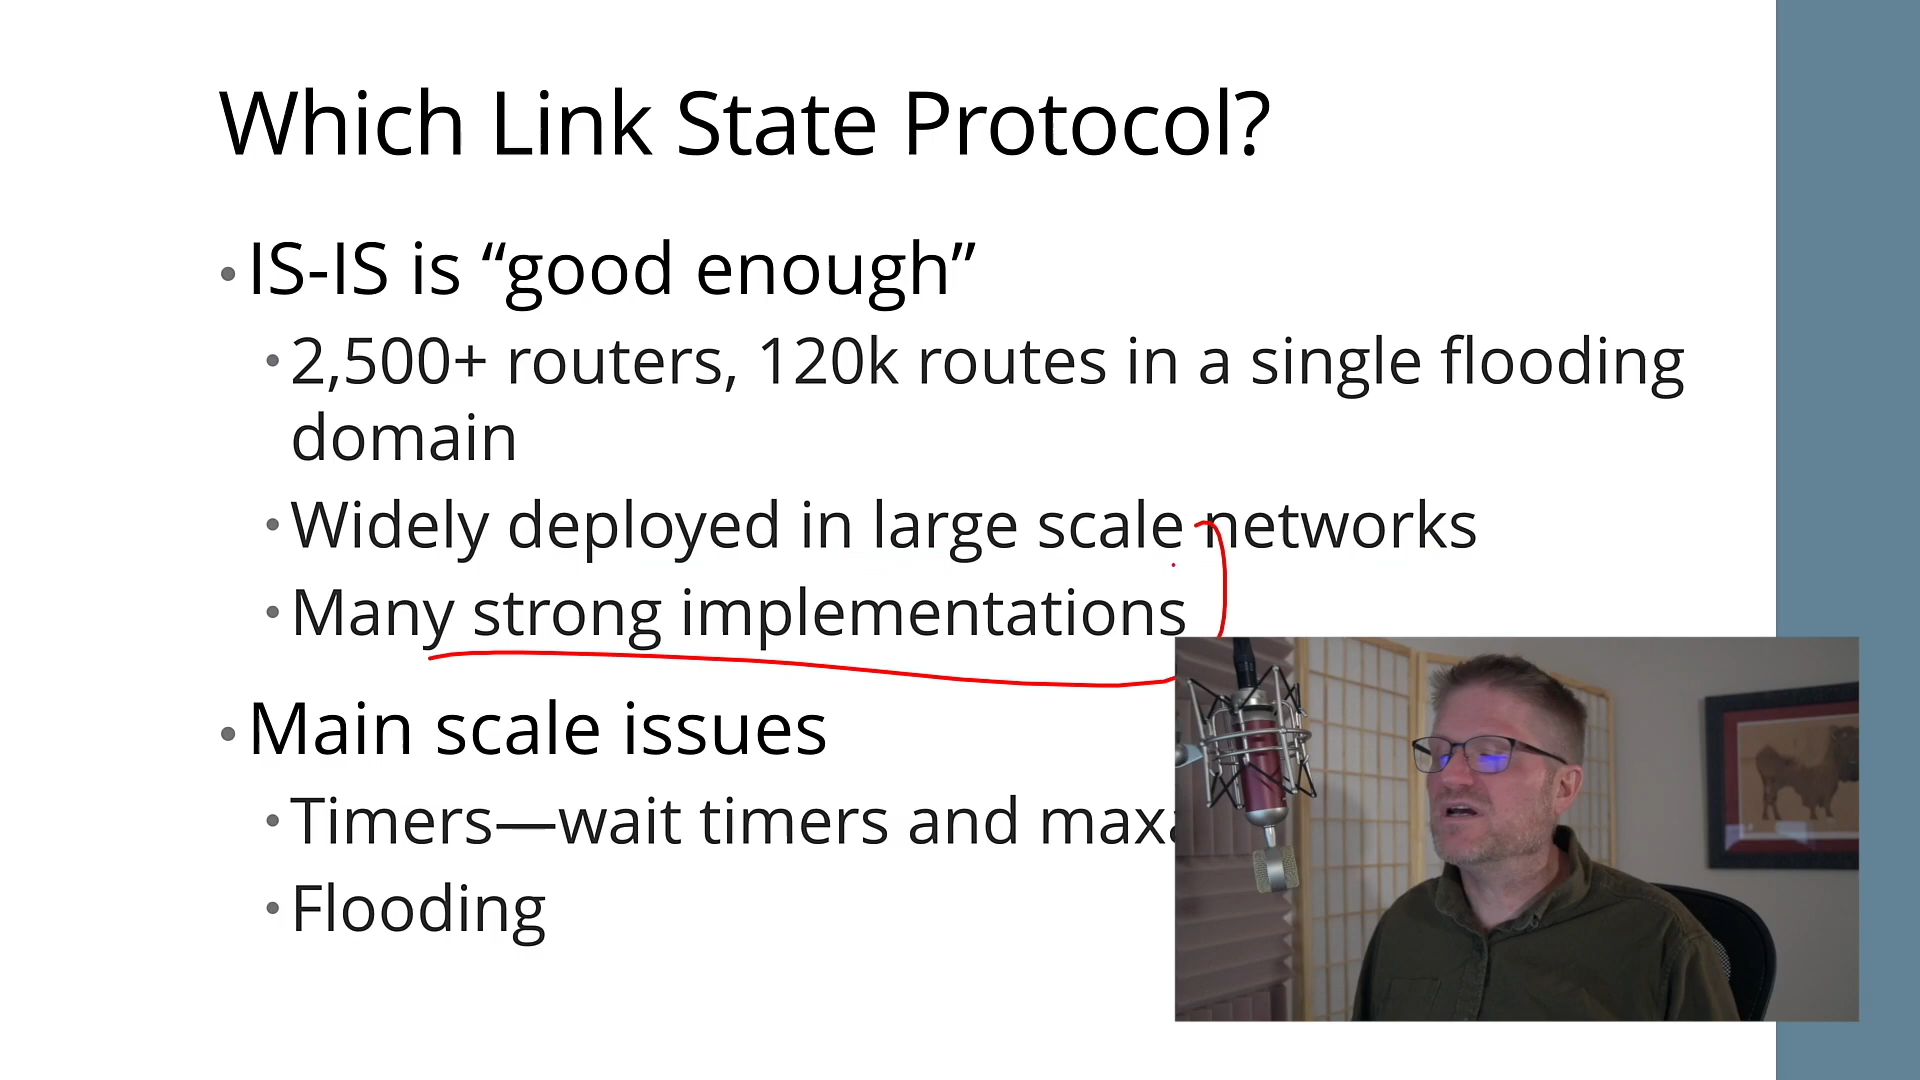 Which Link State Protocol?
• IS-IS is “good enough”
• 2,500+ routers, 120k routes in a single flooding
domain
• Widely deployed in large scale networks
• Many strong implementations
• Main scale issues
• Timers—wait timers and
• Flooding